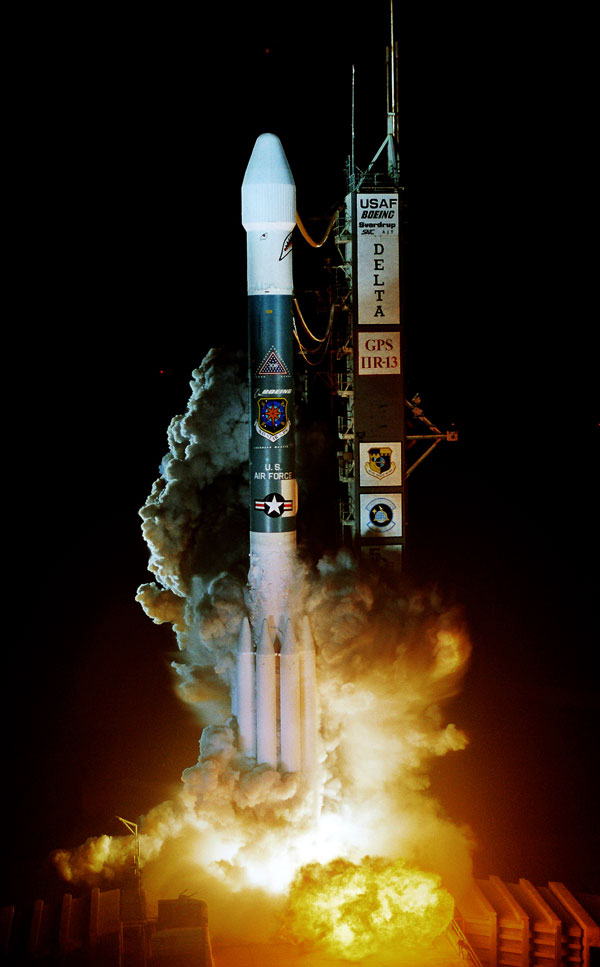 USAF
BOEING
Sverdrup
DELTA
GPS
IIR-13
BOEING
U.S.
AIR FORCE